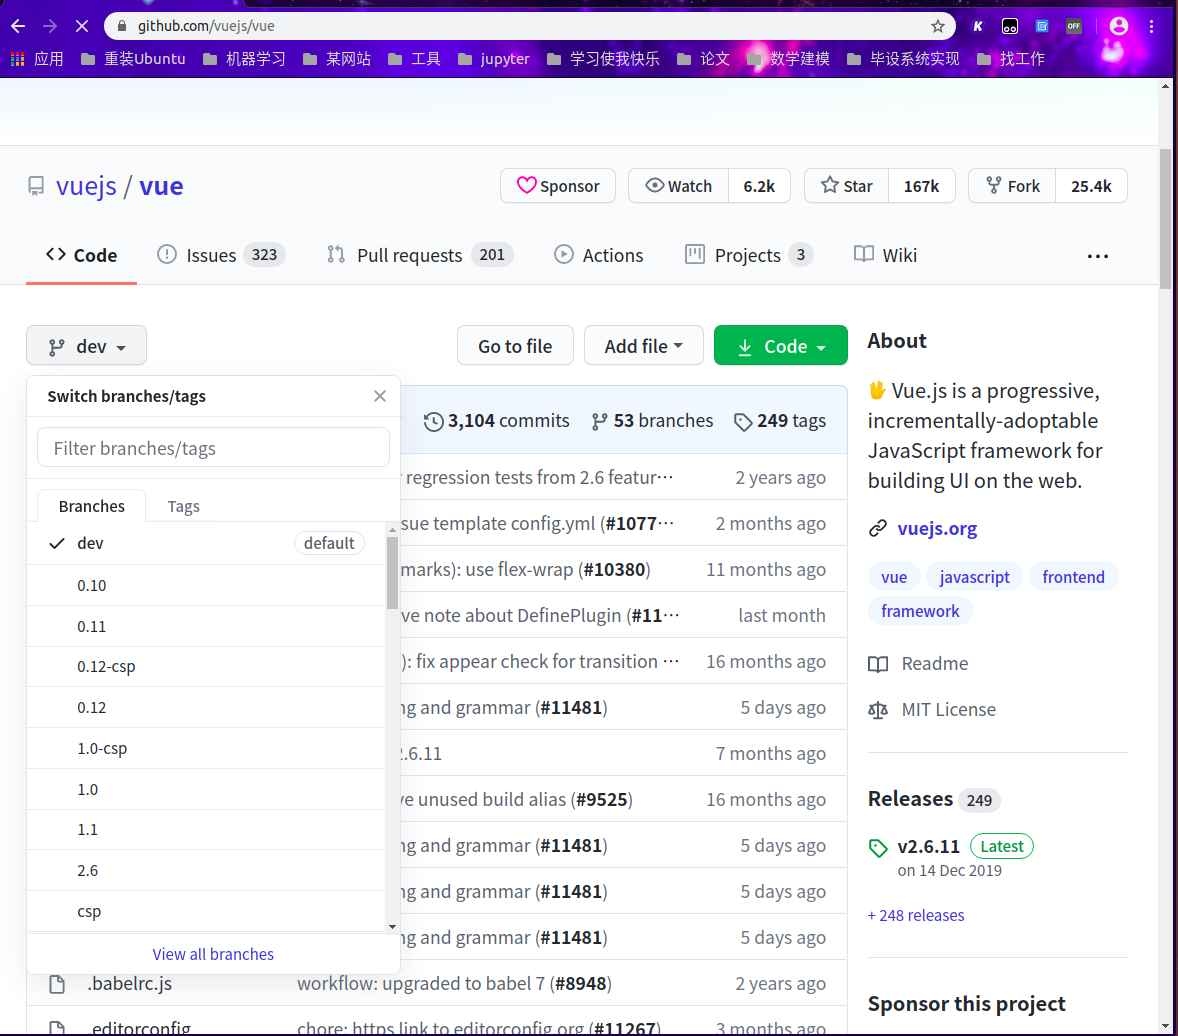 github.com/vuejs/vue
OFF
应用 重装Ubuntu 机器学习 某网站 工具 jupyter 学习使我快乐 论文 数学建模 毕设系统实现 找工作
vuejs / vue
Sponsor Watch 6.2k Star 167k Fork 25.4k
Code Issues 323 Pull requests 201 Actions Projects 3 Wiki ...
dev Go to file Add file Code
Switch branches/tags
Filter branches/tags
Branches Tags
dev default
0.10
0.11
0.12-csp
0.12
1.0-csp
1.0
1.1
2.6
csp
View all branches
3,104 commits 53 branches 249 tags
regression tests from 2.6 featur··· 2 years ago
sue template config.yml (#1077··· 2 months ago
marks): use flex-wrap (#10380) 11 months ago
ve note about DefinePlugin (#11··· last month
): fix appear check for transition ··· 16 months ago
ng and grammar (#11481) 5 days ago
2.6.11 7 months ago
ve unused build alias (#9525) 16 months ago
ng and grammar (#11481) 5 days ago
ng and grammar (#11481) 5 days ago
ng and grammar (#11481) 5 days ago
.babelrc.js workflow: upgraded to babel 7 (#8948) 2 years ago
.editorconfig chore: https link to editorconfig.org (#11267) 3 months ago
About
🖖 Vue.js is a progressive,
incrementally-adoptable
JavaScript framework for
building UI on the web.
vuejs.org
vue javascript frontend
framework
Readme
MIT License
Releases 249
v2.6.11 Latest
on 14 Dec 2019
+ 248 releases
Sponsor this project